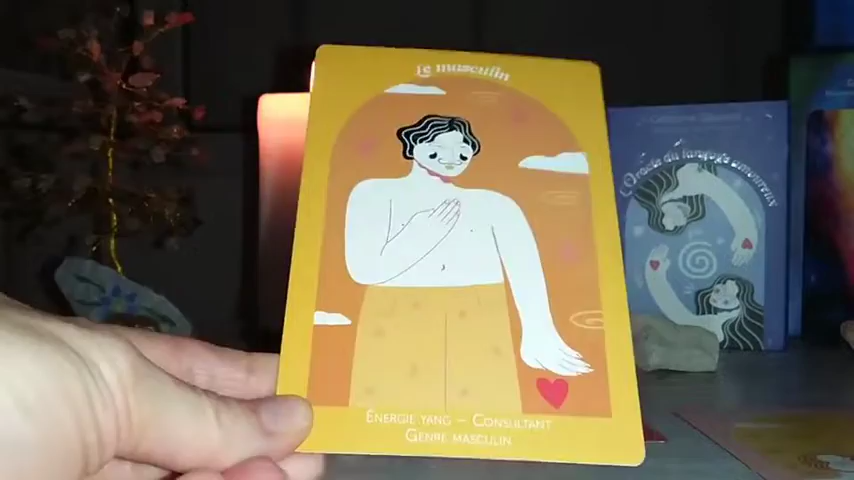 Le masculin
Énergie yang – Consultant
Genre masculin
L'Oracle du langage amoureux